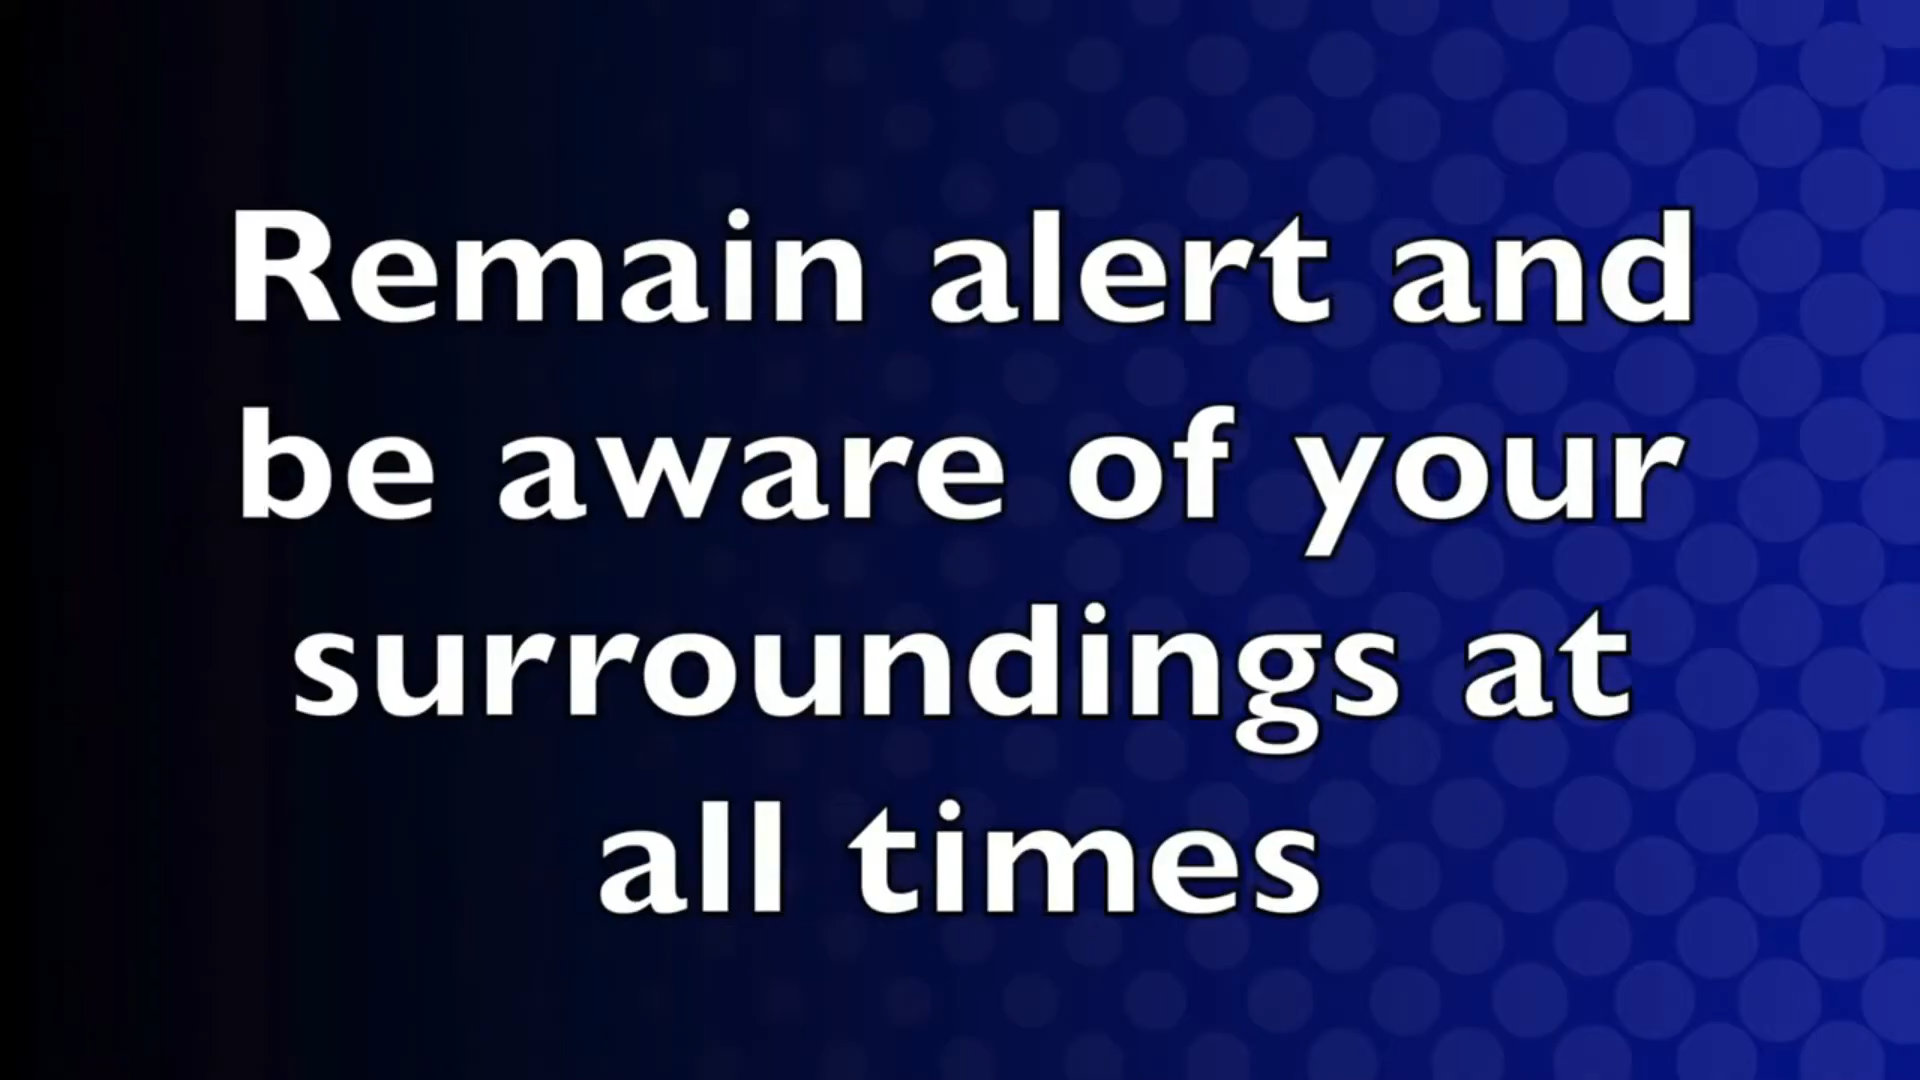 Remain alert and
be aware of your
surroundings at
all times